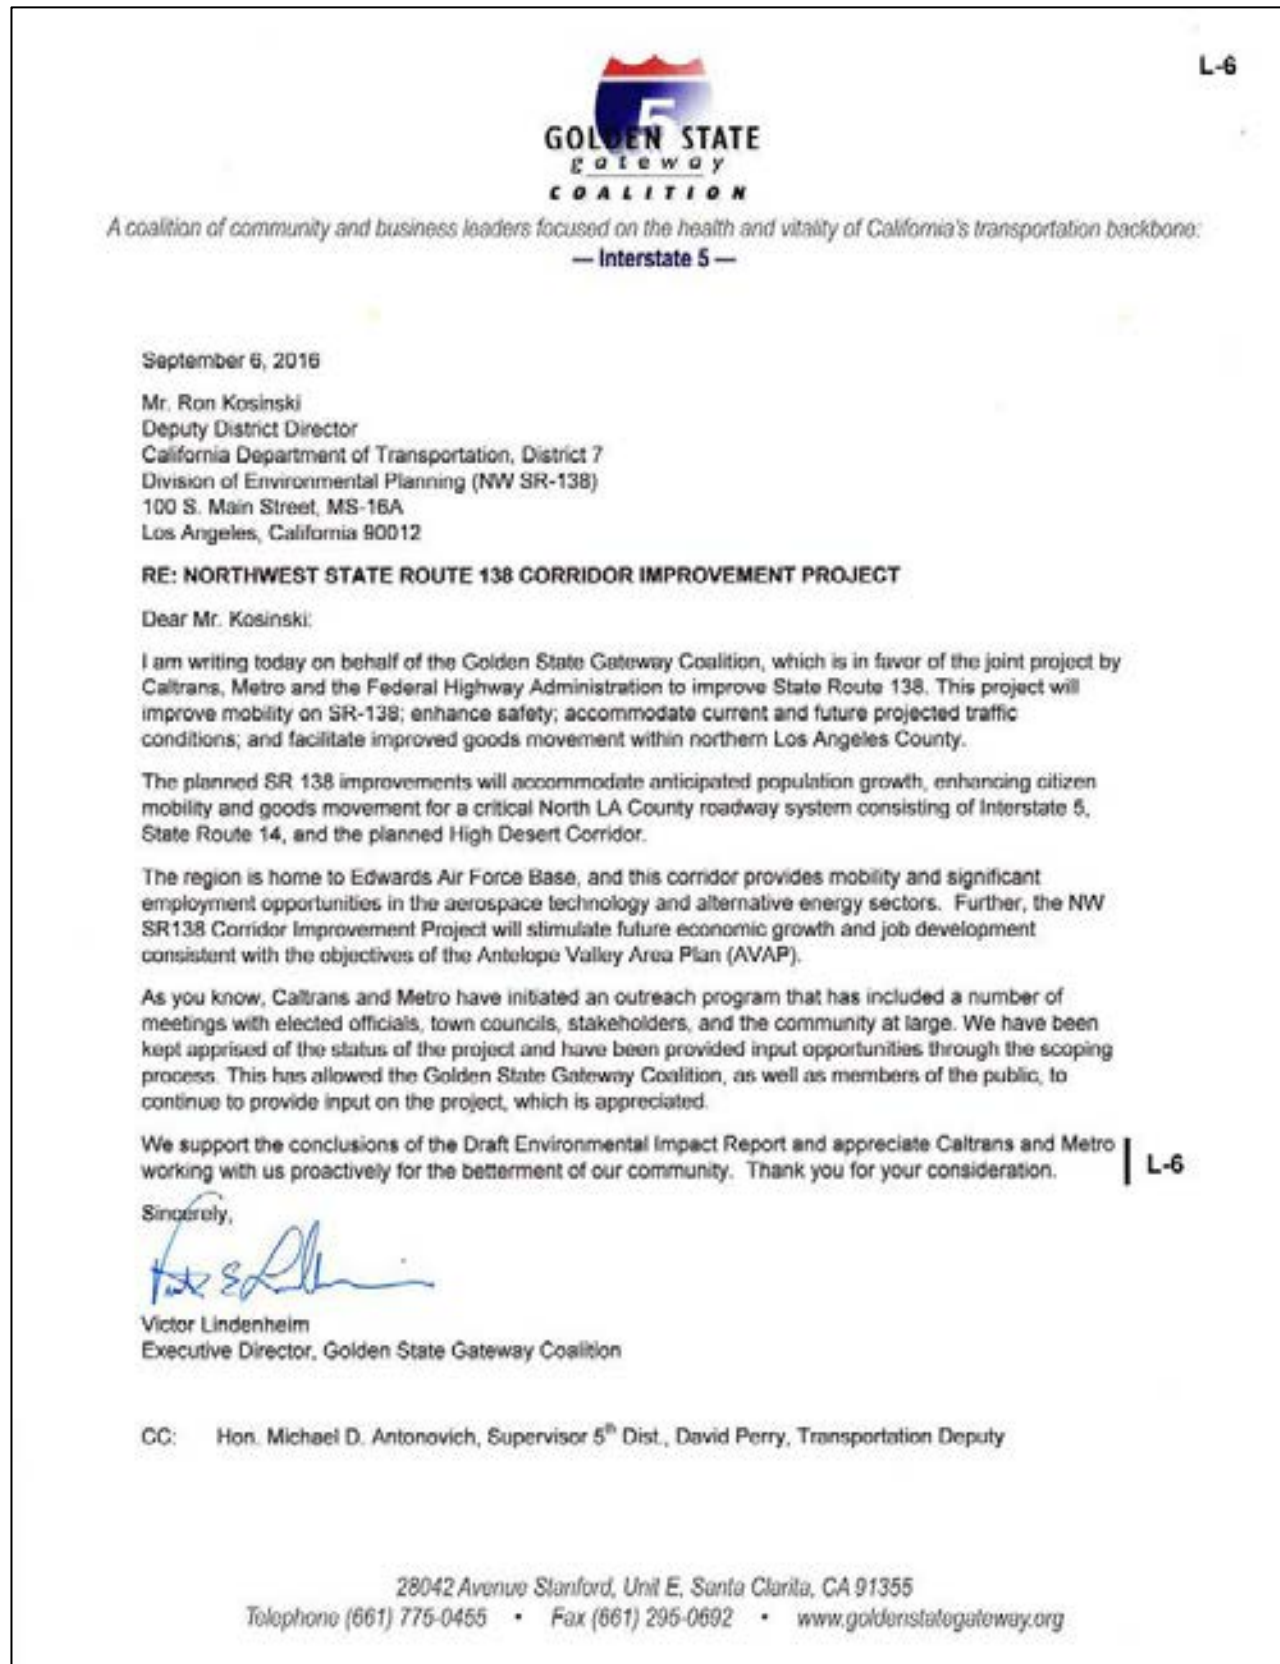 L-6
5
GOLDEN STATE
gateway
COALITION
A coalition of community and business leaders focused on the health and vitality of California's transportation backbone:
— Interstate 5 —
September 6, 2016
Mr. Ron Kosinski
Deputy District Director
California Department of Transportation, District 7
Division of Environmental Planning (NW SR-138)
100 S. Main Street, MS-16A
Los Angeles, California 90012
RE: NORTHWEST STATE ROUTE 138 CORRIDOR IMPROVEMENT PROJECT
Dear Mr. Kosinski:
I am writing today on behalf of the Golden State Gateway Coalition, which is in favor of the joint project by
Caltrans, Metro and the Federal Highway Administration to improve State Route 138. This project will
improve mobility on SR-138; enhance safety; accommodate current and future projected traffic
conditions; and facilitate improved goods movement within northern Los Angeles County.
The planned SR 138 improvements will accommodate anticipated population growth, enhancing citizen
mobility and goods movement for a critical North LA County roadway system consisting of Interstate 5,
State Route 14, and the planned High Desert Corridor.
The region is home to Edwards Air Force Base, and this corridor provides mobility and significant
employment opportunities in the aerospace technology and alternative energy sectors.  Further, the NW
SR138 Corridor Improvement Project will stimulate future economic growth and job development
consistent with the objectives of the Antelope Valley Area Plan (AVAP).
As you know, Caltrans and Metro have initiated an outreach program that has included a number of
meetings with elected officials, town councils, stakeholders, and the community at large. We have been
kept apprised of the status of the project and have been provided input opportunities through the scoping
process. This has allowed the Golden State Gateway Coalition, as well as members of the public, to
continue to provide input on the project, which is appreciated.
We support the conclusions of the Draft Environmental Impact Report and appreciate Caltrans and Metro
working with us proactively for the betterment of our community.  Thank you for your consideration.
L-6
Sincerely,
Victor Lindenheim
Executive Director, Golden State Gateway Coalition
CC: Hon. Michael D. Antonovich, Supervisor 5th Dist., David Perry, Transportation Deputy
28042 Avenue Stanford, Unit E, Santa Clarita, CA 91355
Telephone (661) 775-0455 • Fax (661) 295-0692 • www.goldenstategateway.org